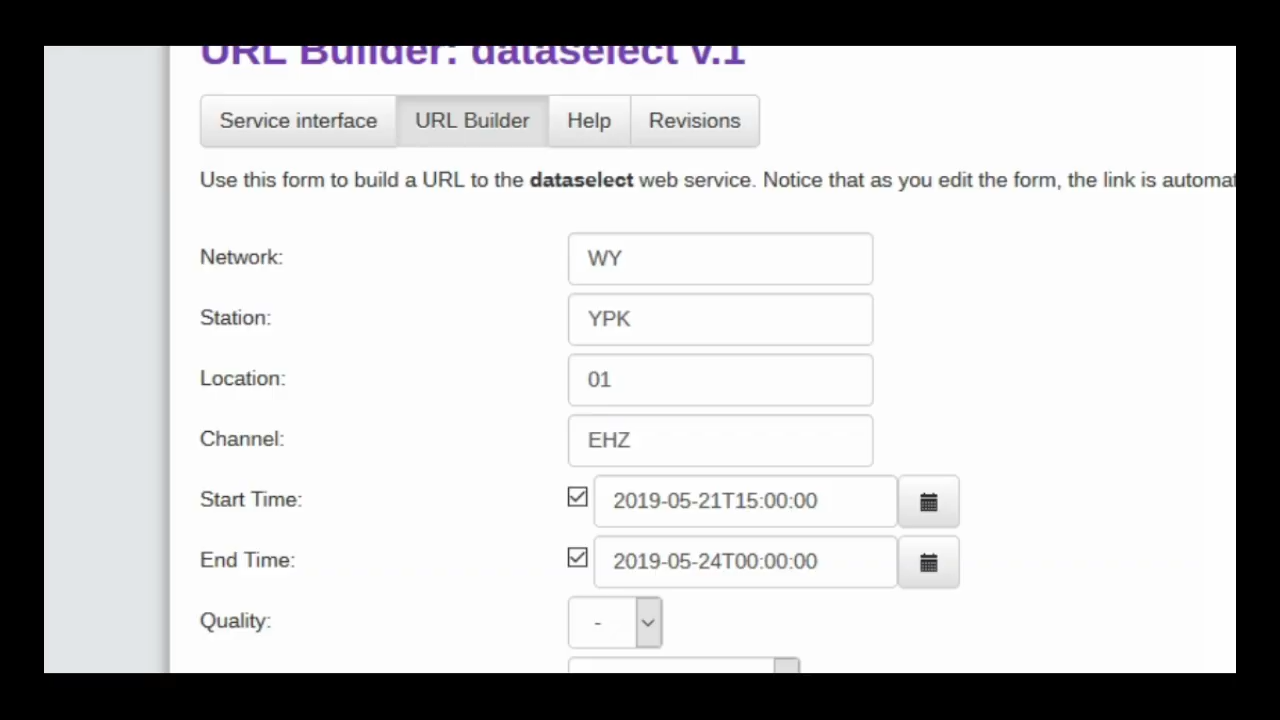 URL Builder: dataselect v.1
Service interface URL Builder Help Revisions
Use this form to build a URL to the dataselect web service. Notice that as you edit the form, the link is automat
Network: WY
Station: YPK
Location: 01
Channel: EHZ
Start Time: 2019-05-21T15:00:00
End Time: 2019-05-24T00:00:00
Quality: -